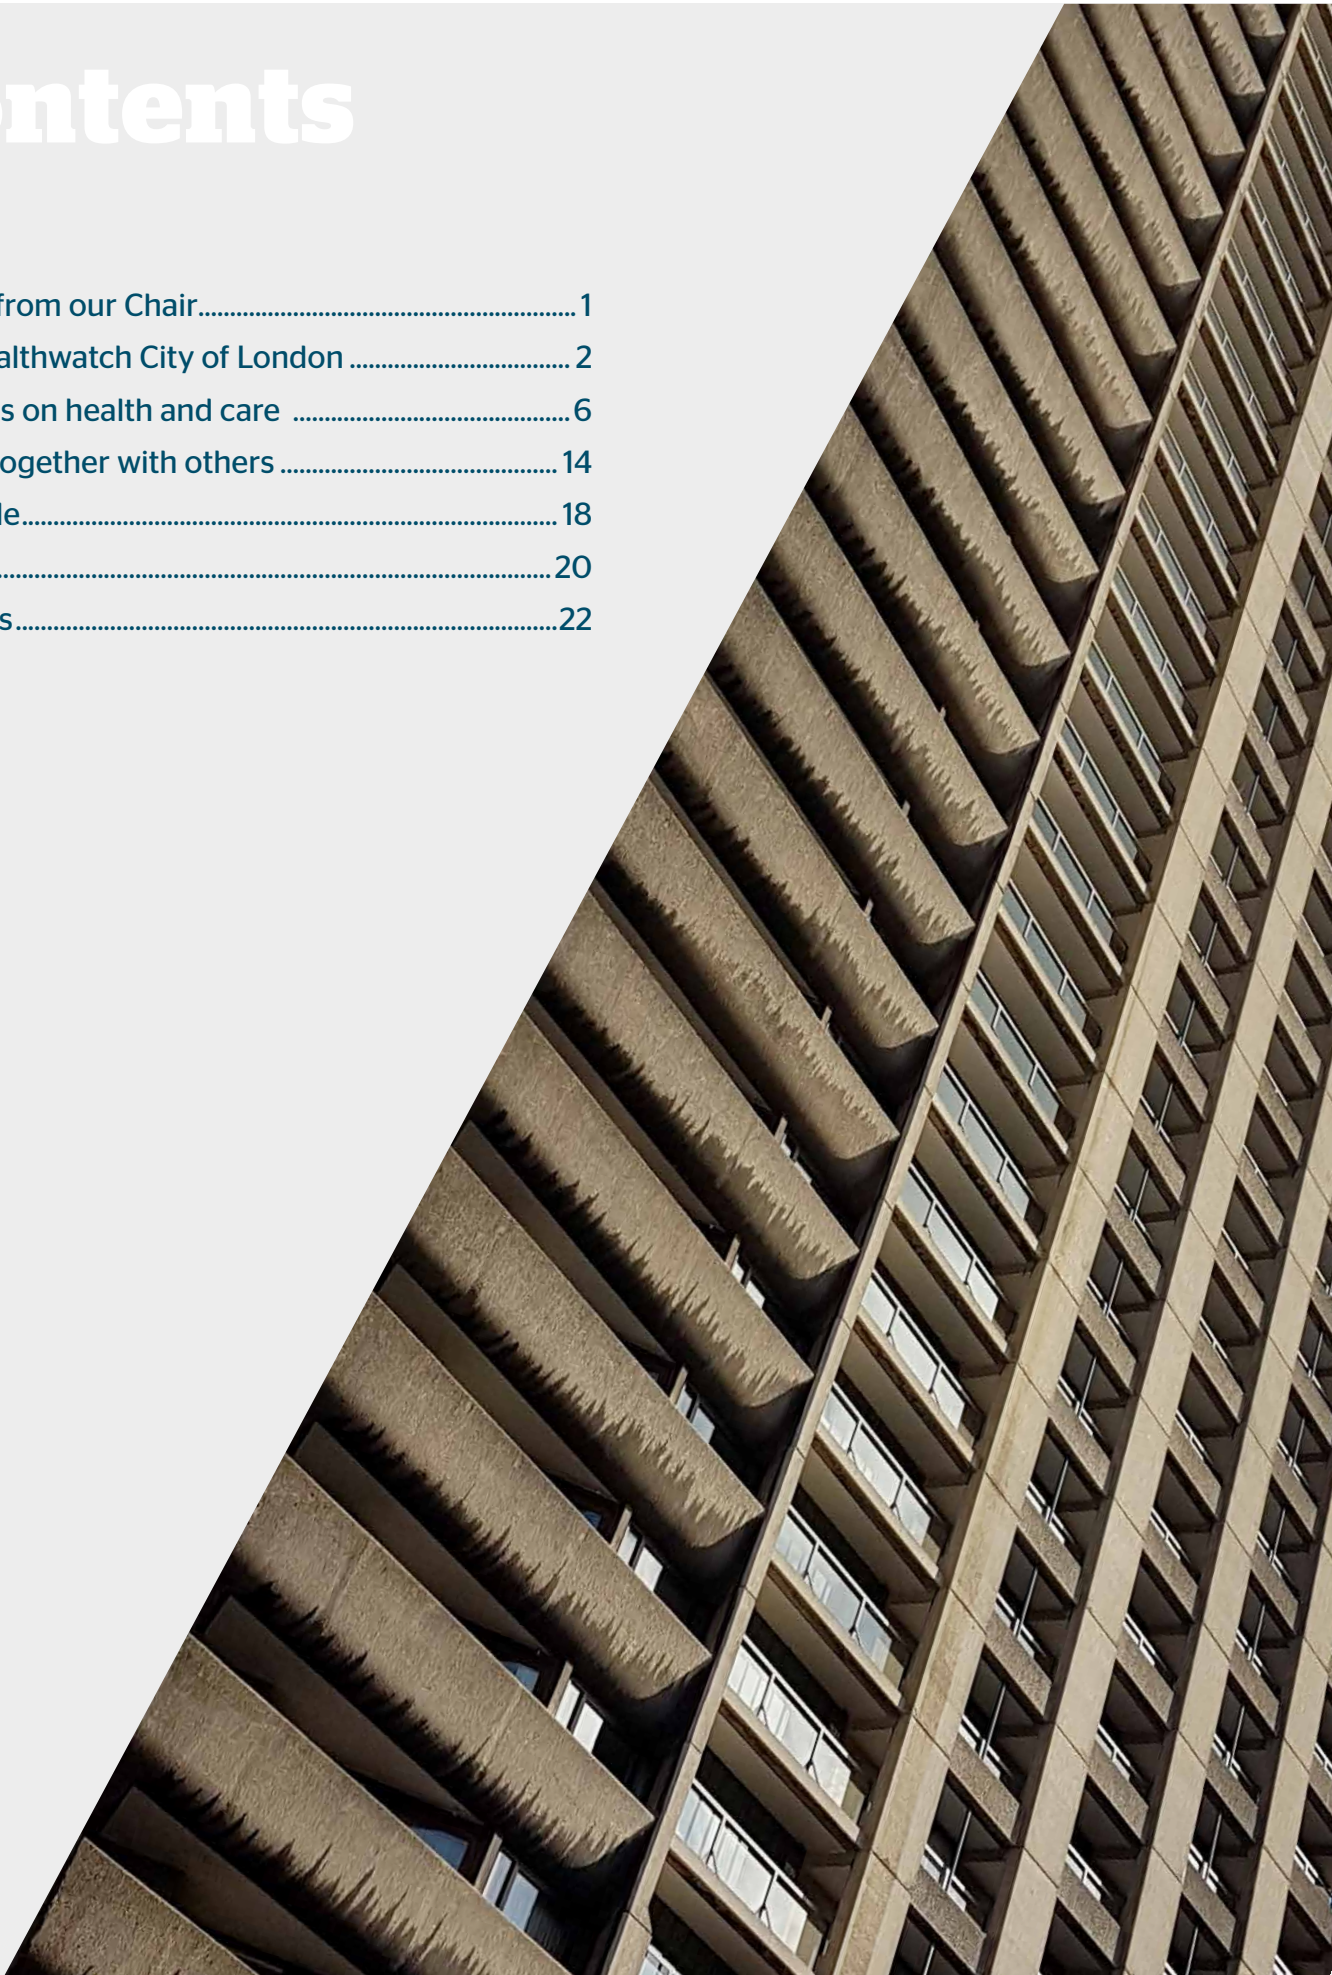 ntents
from our Chair............................................................1
althwatch City of London ................................... 2
s on health and care ............................................6
ogether with others ............................................ 14
le..................................................................................... 18
........................................................................................20
s......................................................................................22